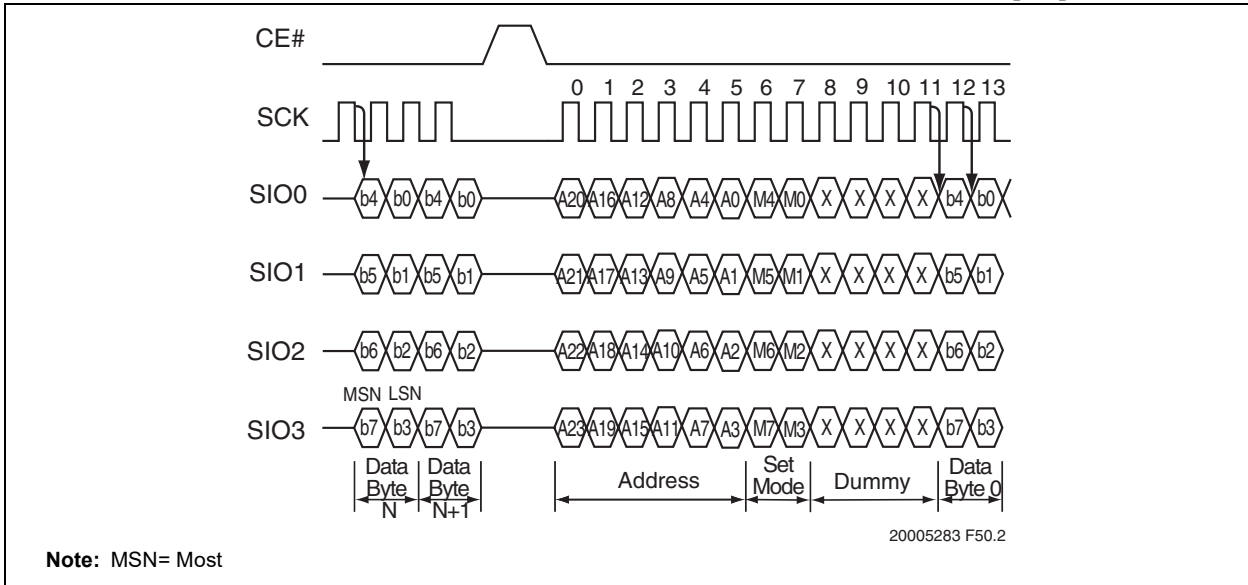 CE#
0 1 2 3 4 5 6 7 8 9 10 11 12 13
SCK
SIO0 b4 b0 b4 b0 A20 A16 A12 A8 A4 A0 M4 M0 X X X X b4 b0
SIO1 b5 b1 b5 b1 A21 A17 A13 A9 A5 A1 M5 M1 X X X X b5 b1
SIO2 b6 b2 b6 b2 A22 A18 A14 A10 A6 A2 M6 M2 X X X X b6 b2
MSN LSN
SIO3 b7 b3 b7 b3 A23 A19 A15 A11 A7 A3 M7 M3 X X X X b7 b3
Data Byte N
Data Byte N+1
Address
Set Mode
Dummy
Data Byte 0
20005283 F50.2
Note: MSN= Most